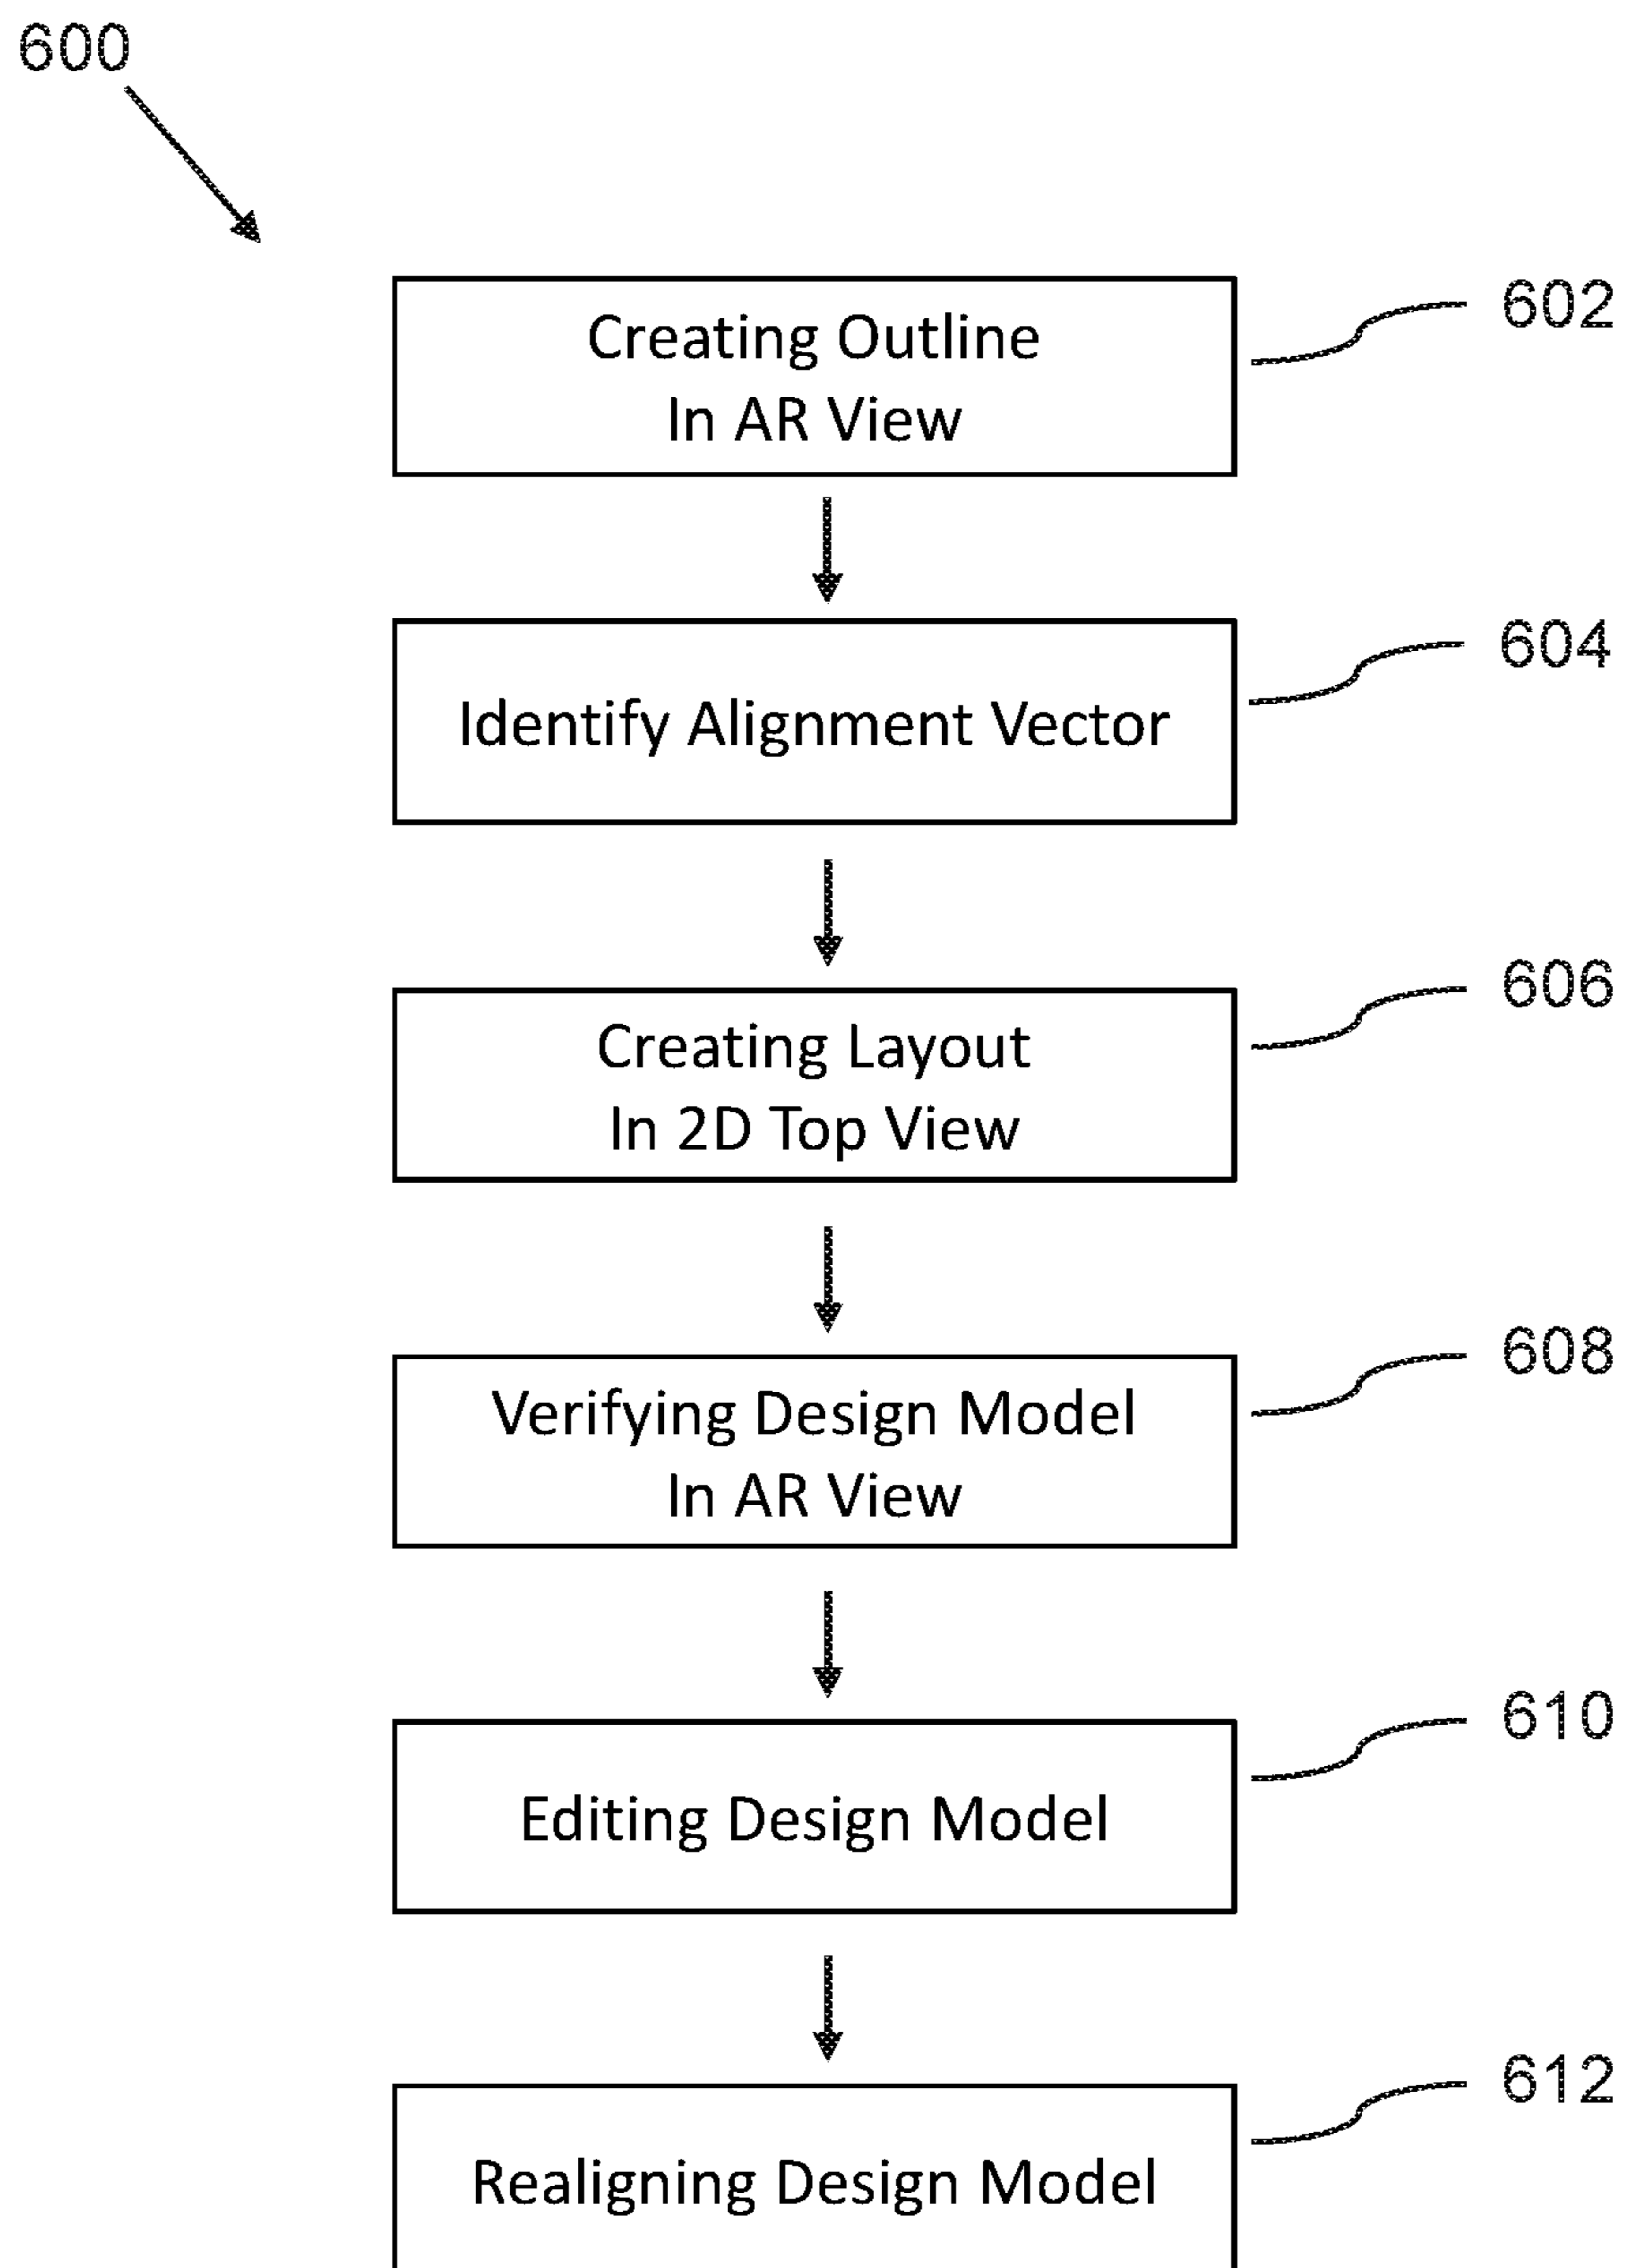 600
Creating Outline
In AR View
602
Identify Alignment Vector
604
Creating Layout
In 2D Top View
606
Verifying Design Model
In AR View
608
Editing Design Model
610
Realigning Design Model
612